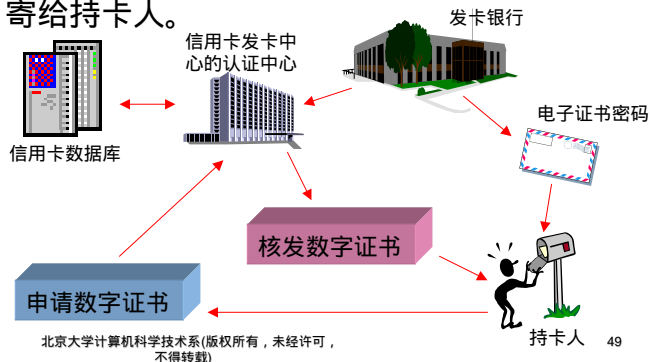 寄给持卡人。
发卡银行
信用卡发卡中
心的认证中心
电子证书密码
信用卡数据库
核发数字证书
申请数字证书
持卡人
北京大学计算机科学技术系(版权所有，未经许可，
不得转载)
49